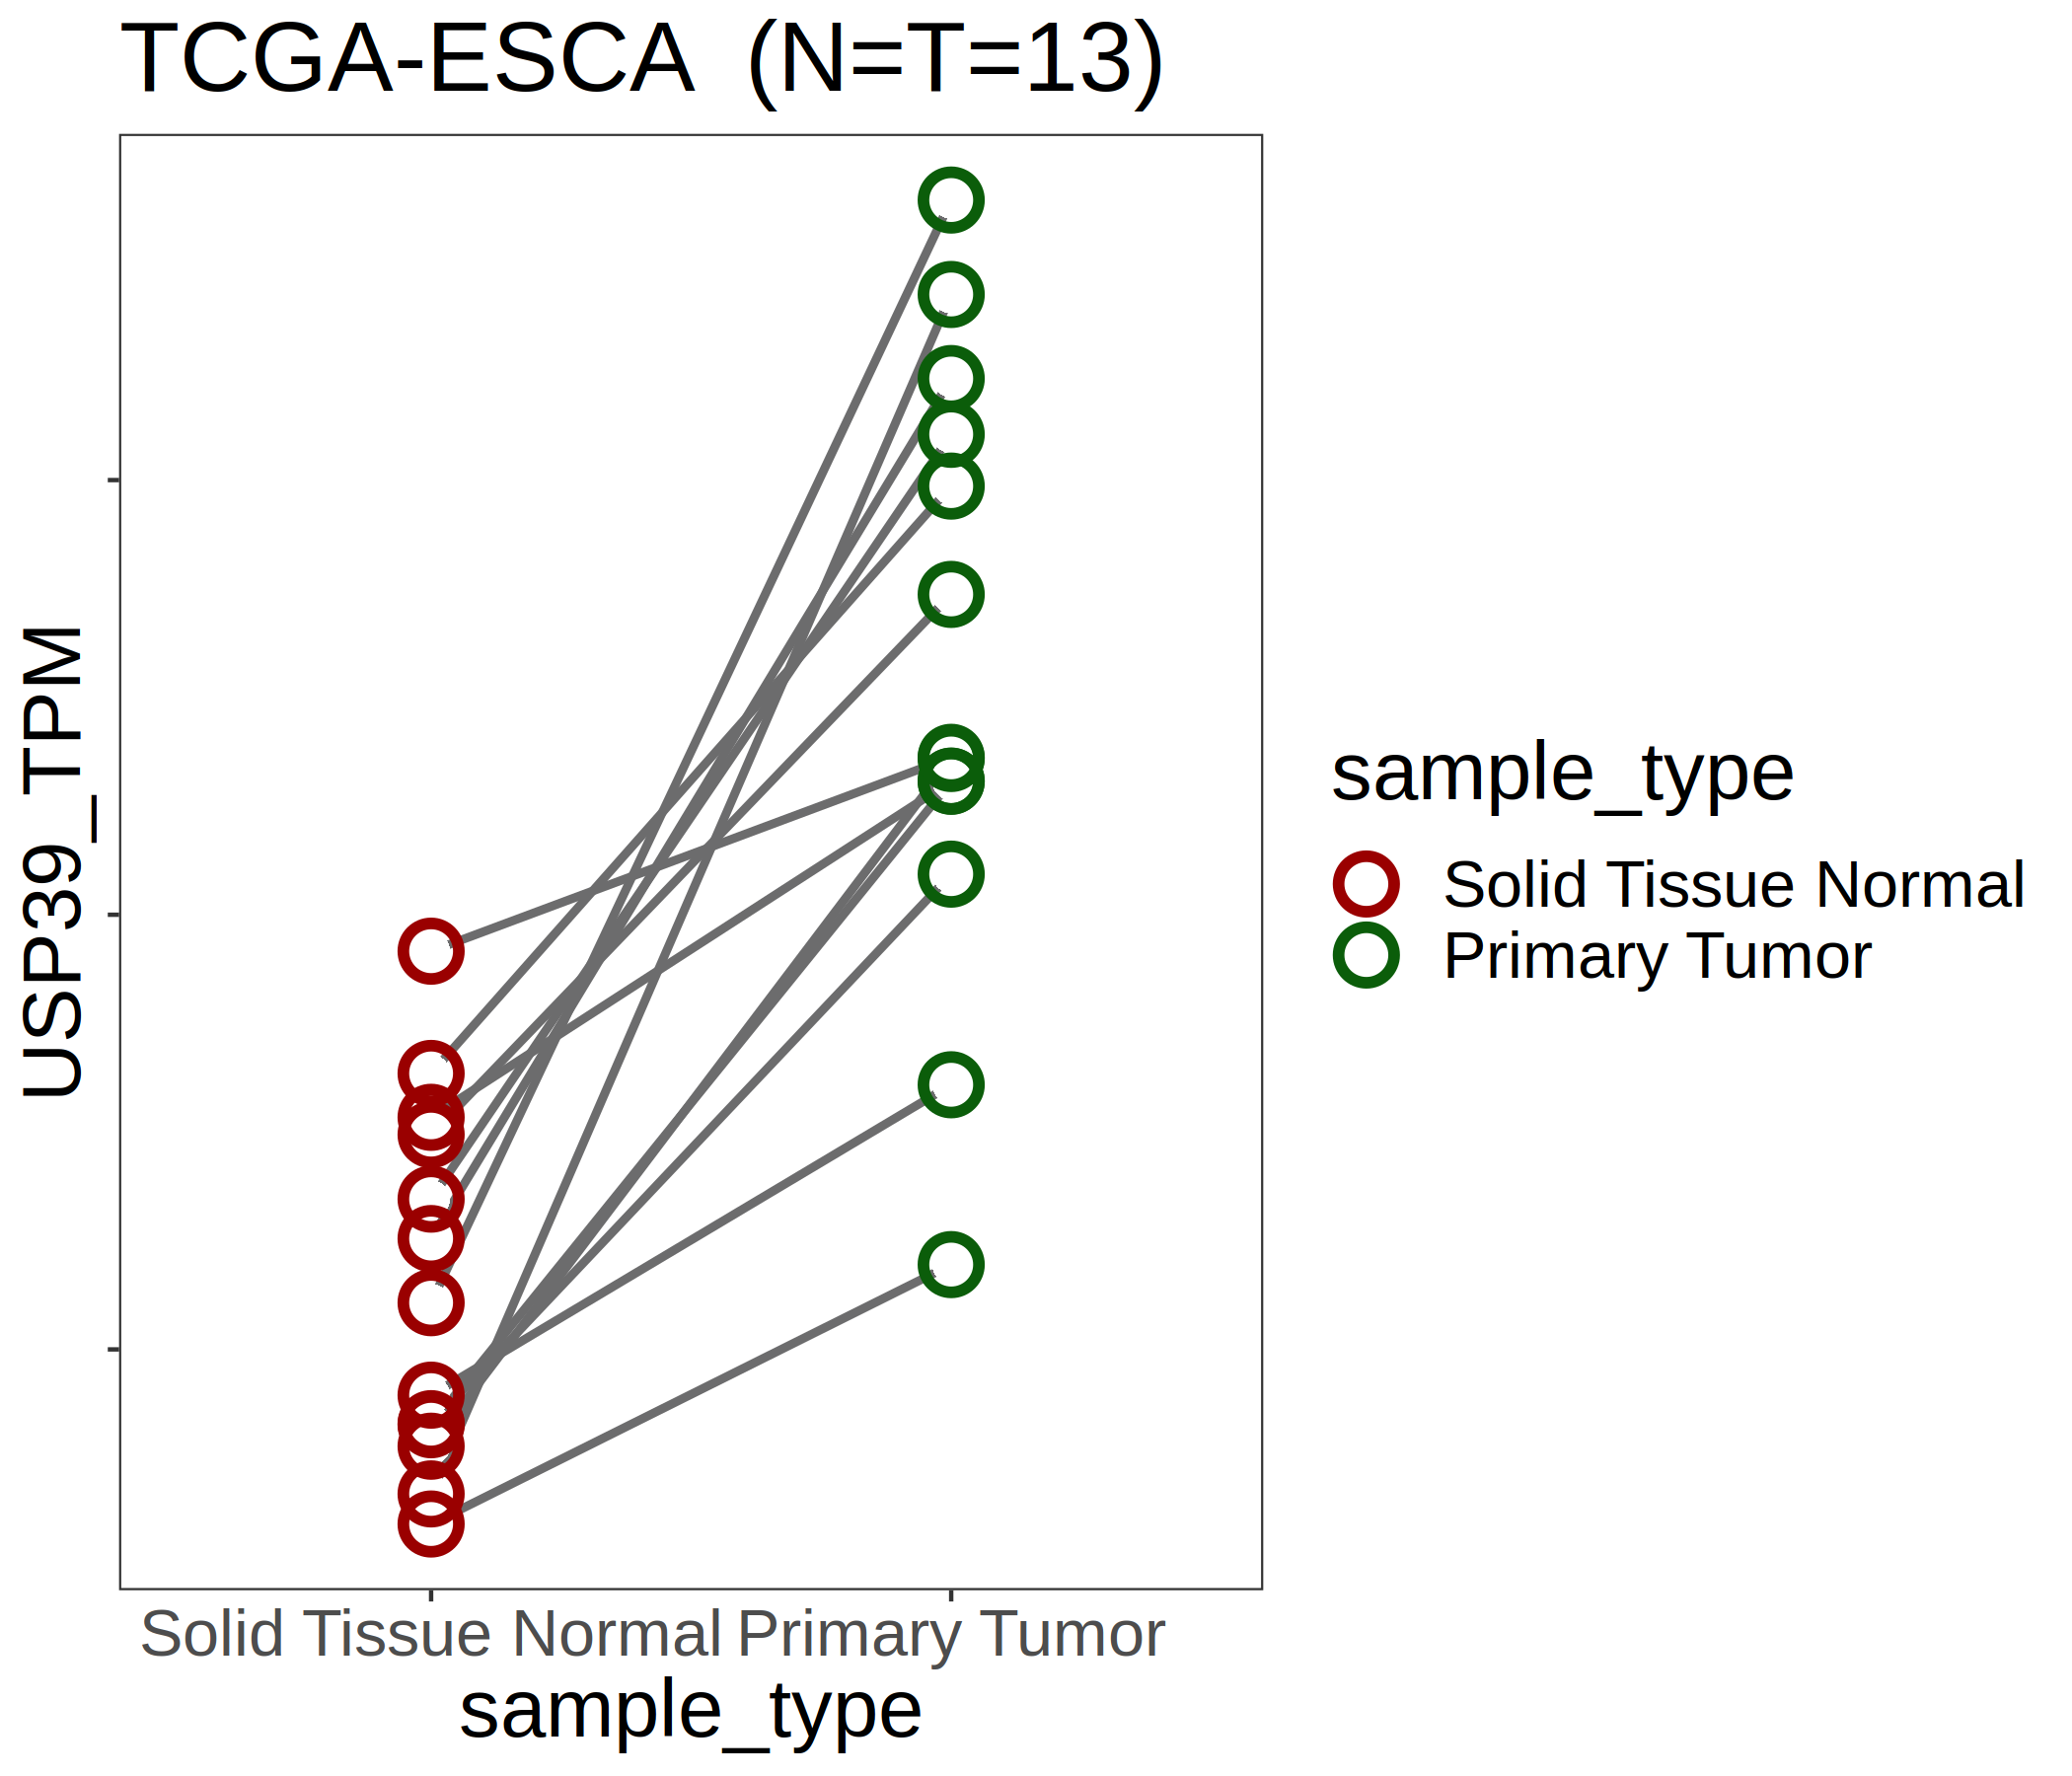 TCGA-ESCA  (N=T=13)
USP39_TPM
Solid Tissue Normal Primary Tumor
sample_type
sample_type
Solid Tissue Normal
Primary Tumor